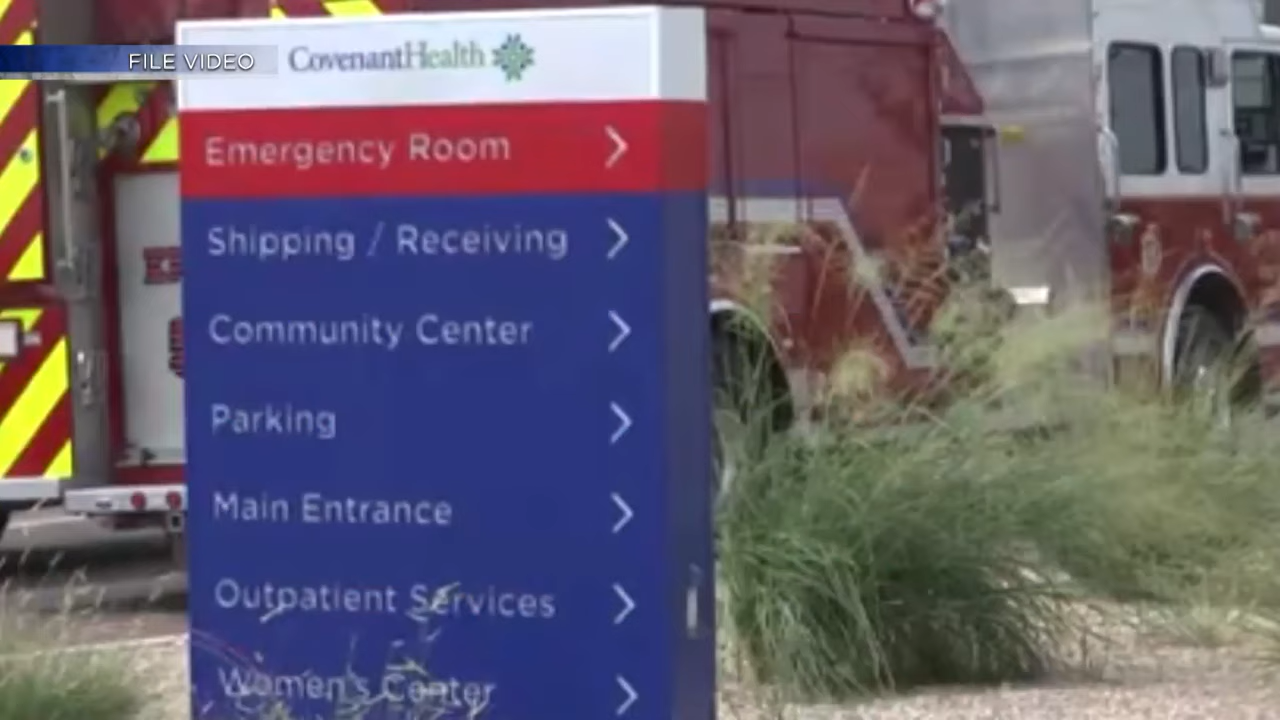 FILE VIDEO
CovenantHealth
Emergency Room
Shipping / Receiving
Community Center
Parking
Main Entrance
Outpatient Services
Women's Center